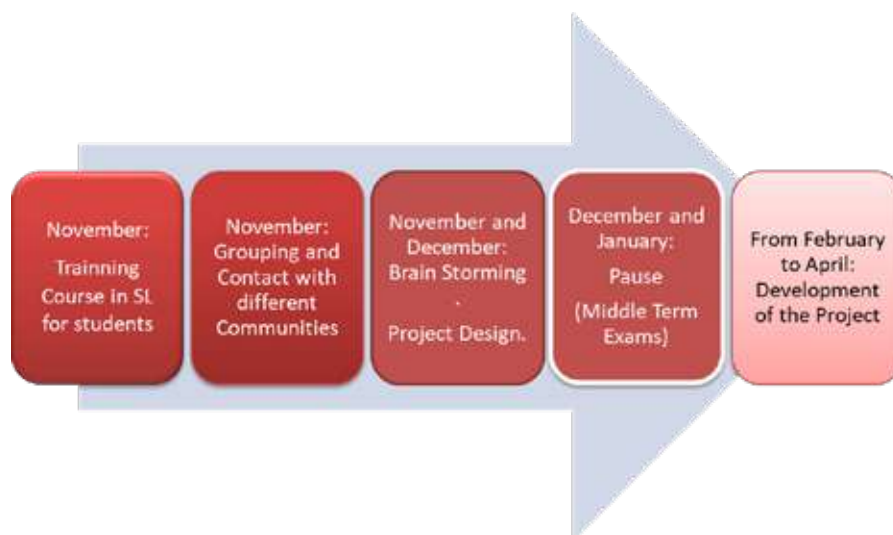 November:
Trainning
Course in SL
for students
November:
Grouping and
Contact with
different
Communities
November and
December:
Brain Storming
.
Project Design.
December and
January:
Pause
(Middle Term
Exams)
From February
to April:
Development
of the Project